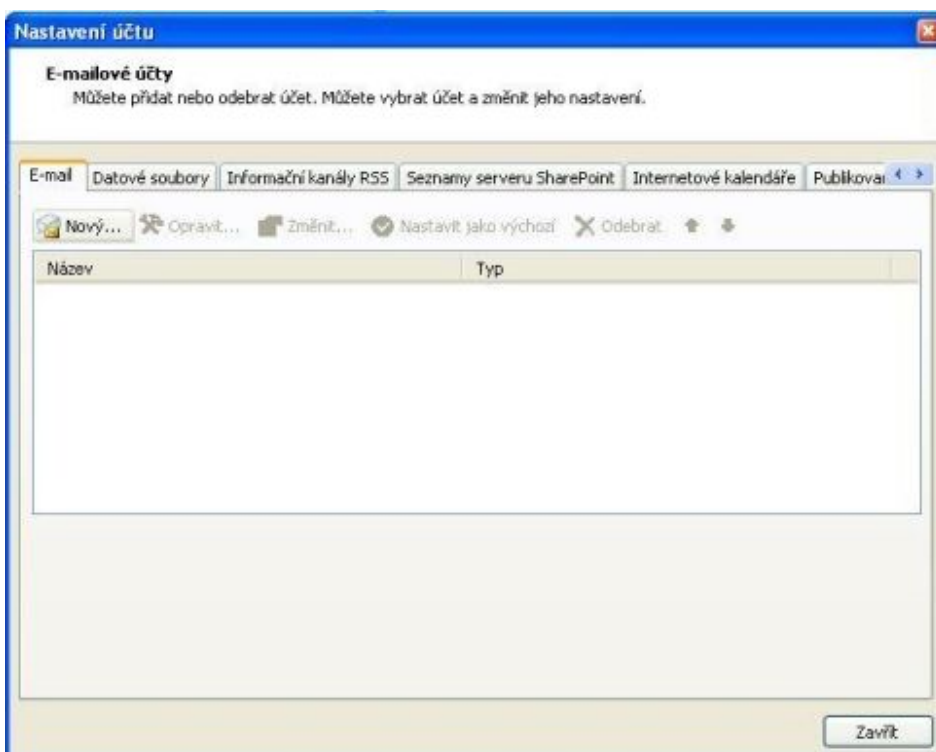 Nastavení účtu
E-mailové účty
Můžete přidat nebo odebrat účet. Můžete vybrat účet a změnit jeho nastavení.
E-mail Datové soubory Informační kanály RSS Seznamy serveru SharePoint Internetové kalendáře Publikovan
Nový... Opravit... Změnit... Nastavit jako výchozí Odebrat
Název Typ
Zavřít